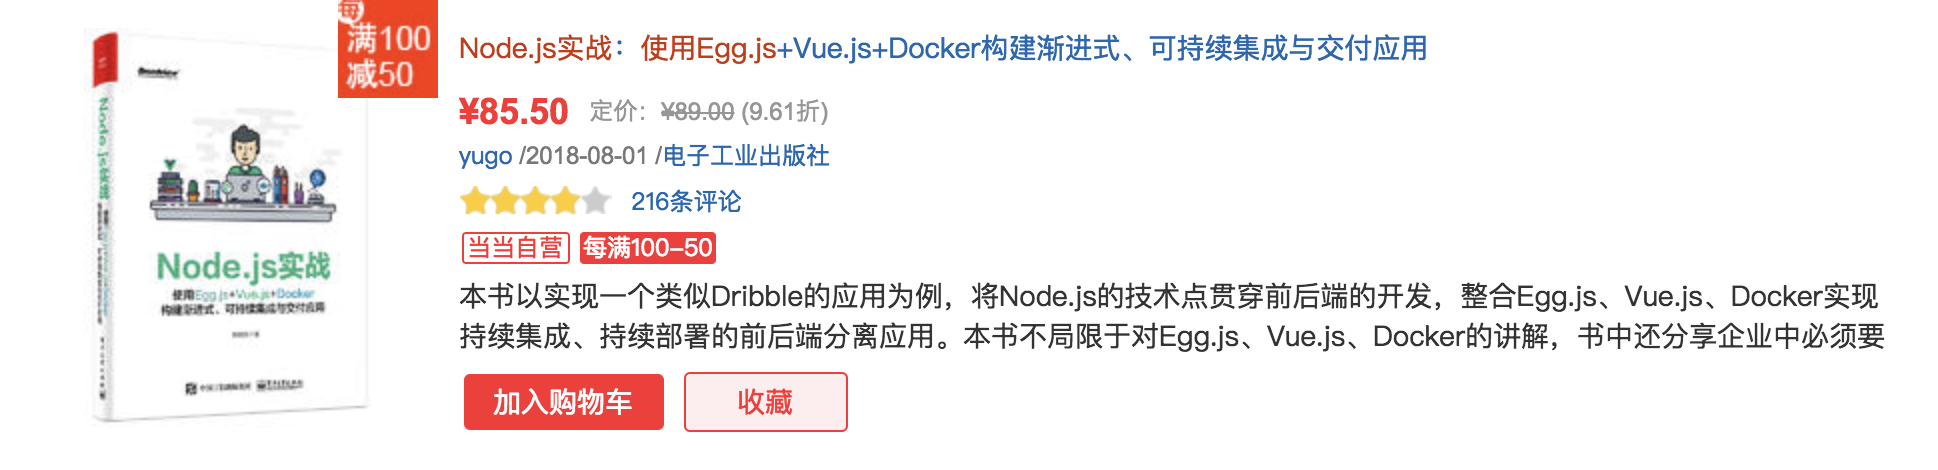 每
满100
减50
Node.js实战
Node.js实战
使用Egg.js+Vue.js+Docker
构建渐进式、可持续集成与交付应用
Node.js实战：使用Egg.js+Vue.js+Docker构建渐进式、可持续集成与交付应用
¥85.50 定价：¥89.00 (9.61折)
yugo /2018-08-01 /电子工业出版社
216条评论
当当自营 每满100-50
本书以实现一个类似Dribble的应用为例，将Node.js的技术点贯穿前后端的开发，整合Egg.js、Vue.js、Docker实现
持续集成、持续部署的前后端分离应用。本书不局限于对Egg.js、Vue.js、Docker的讲解，书中还分享企业中必须要
加入购物车 收藏